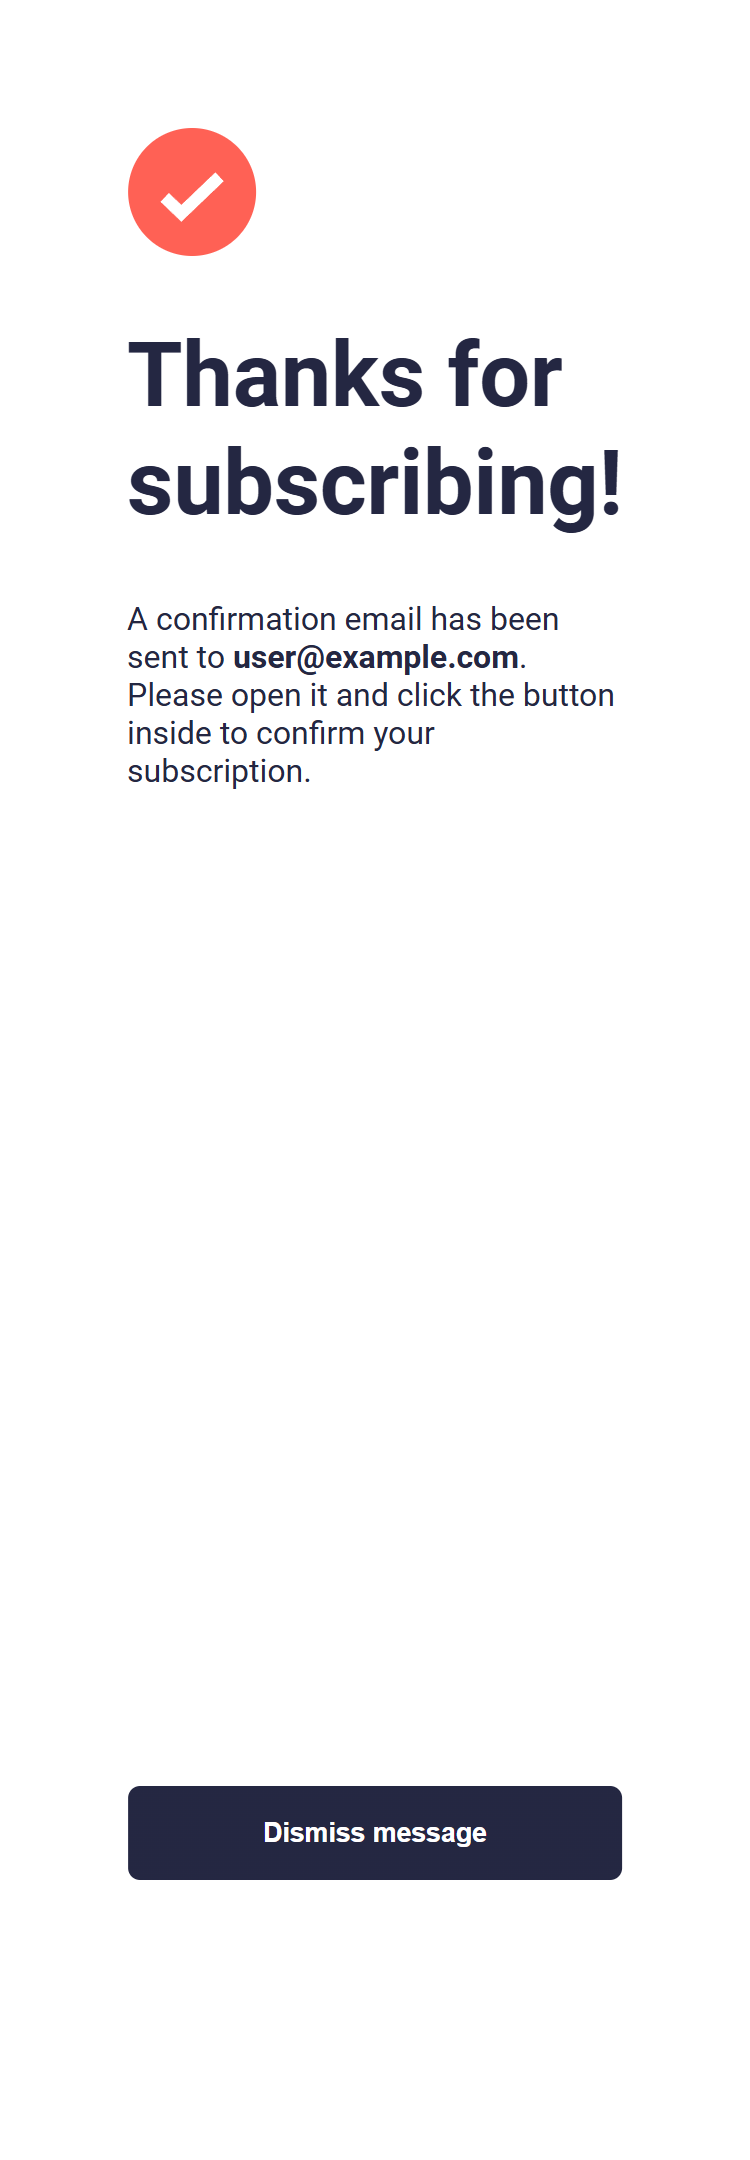 Thanks for
subscribing!
A confirmation email has been
sent to user@example.com.
Please open it and click the button
inside to confirm your
subscription.
Dismiss message